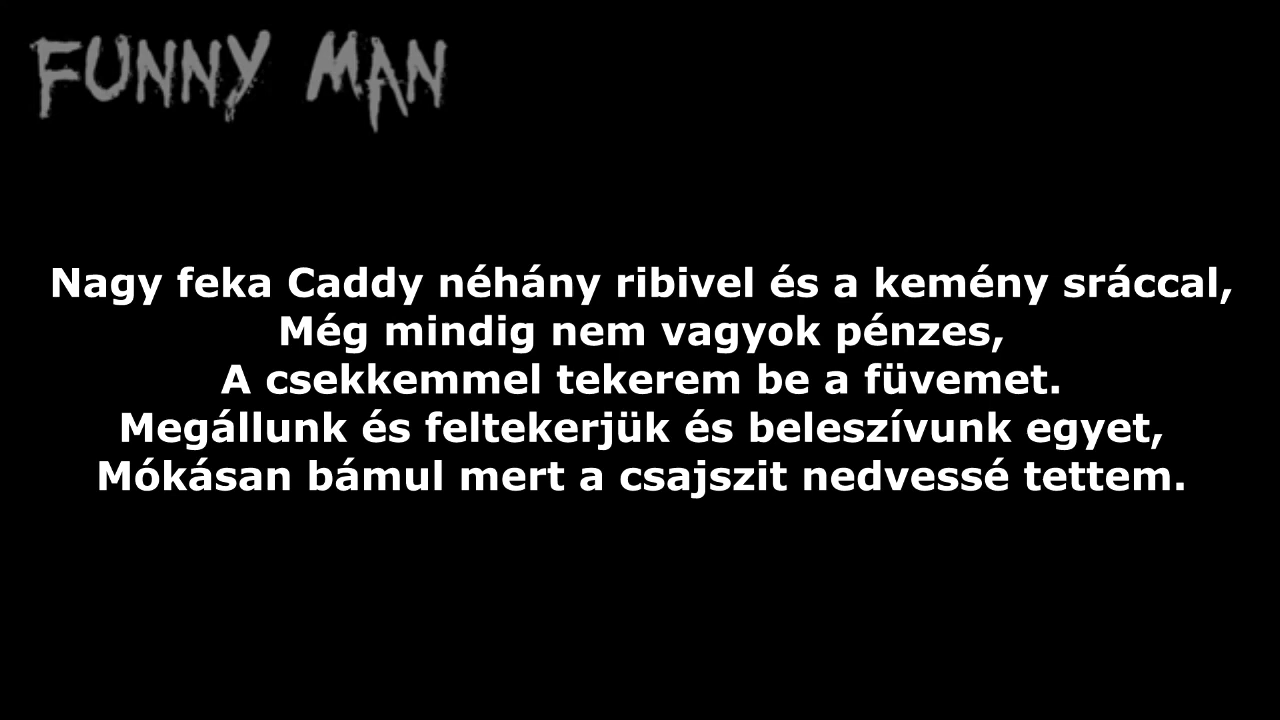 FUNNY MAN
Nagy feka Caddy néhány ribivel és a kemény sráccal,
Még mindig nem vagyok pénzes,
A csekkemmel tekerem be a füvemet.
Megállunk és feltekerjük és beleszívunk egyet,
Mókásan bámul mert a csajszit nedvessé tettem.